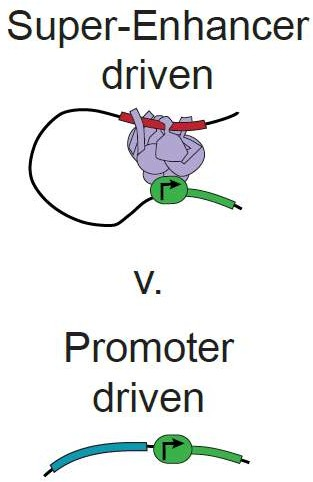 Super-Enhancer
driven
v.
Promoter
driven